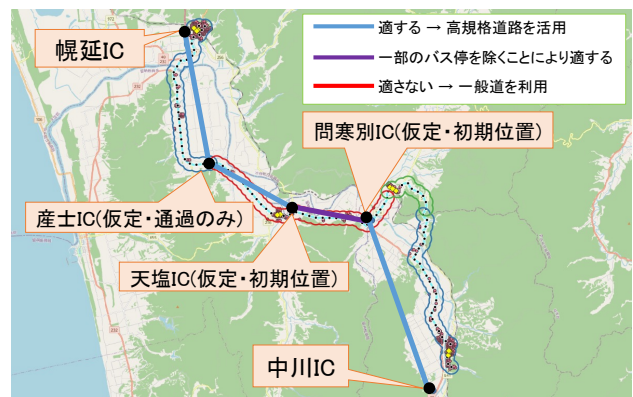 幌延IC
適する → 高規格道路を活用
一部のバス停を除くことにより適する
適さない → 一般道を利用
問寒別IC(仮定・初期位置)
産士IC(仮定・通過のみ)
天塩IC(仮定・初期位置)
中川IC